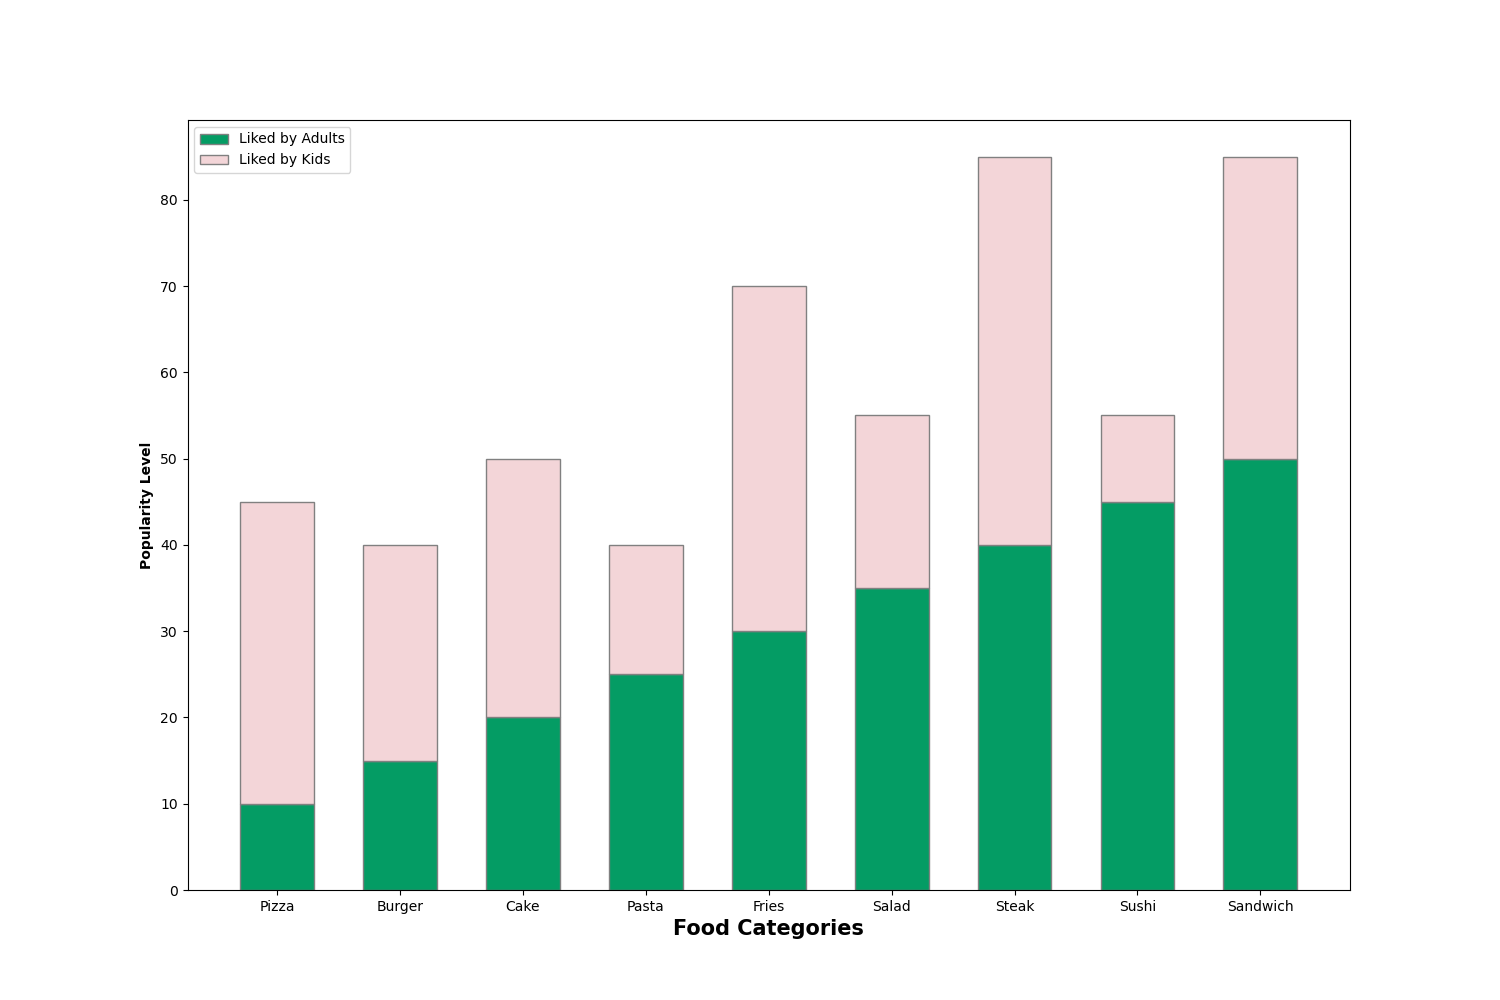 Liked by Adults
Liked by Kids
80
70
60
50
40
30
20
10
0
Popularity Level
Pizza Burger Cake Pasta Fries Salad Steak Sushi Sandwich
Food Categories